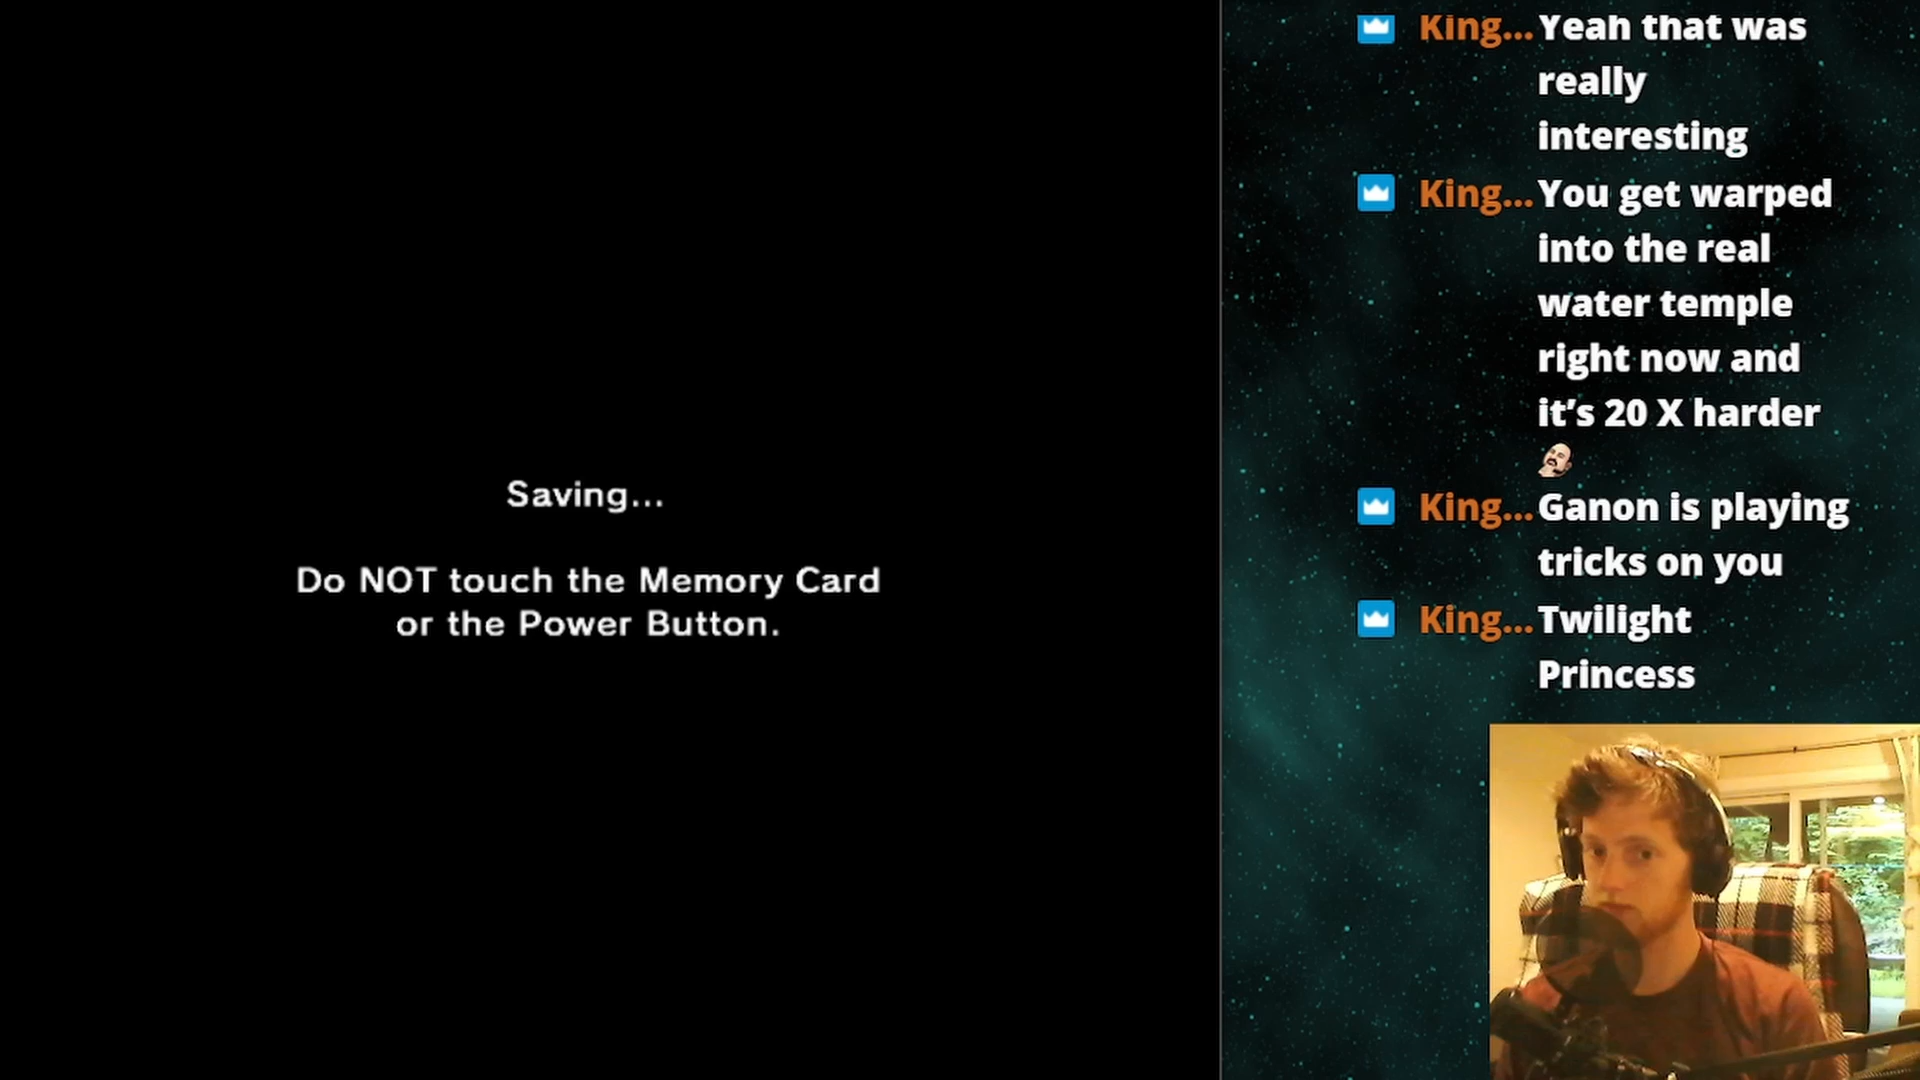 Saving...
Do NOT touch the Memory Card
or the Power Button.
King... Yeah that was
really
interesting
King... You get warped
into the real
water temple
right now and
it's 20 X harder
King... Ganon is playing
tricks on you
King... Twilight
Princess